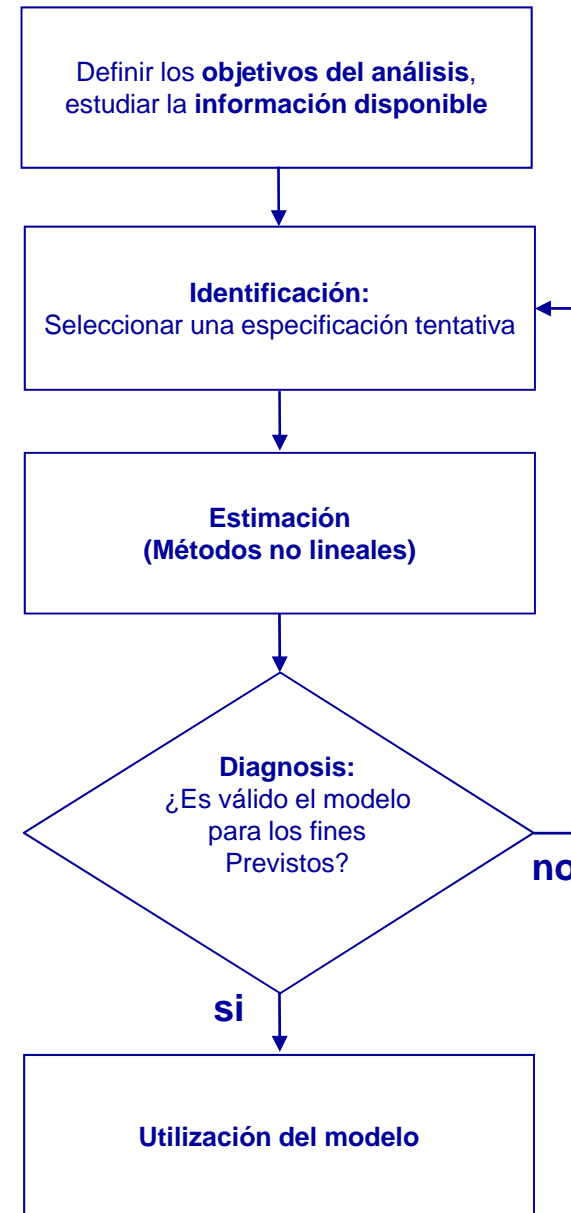 Definir los objetivos del análisis,
estudiar la información disponible
Identificación:
Seleccionar una especificación tentativa
Estimación
(Métodos no lineales)
Diagnosis:
¿Es válido el modelo
para los fines
Previstos?
no
si
Utilización del modelo